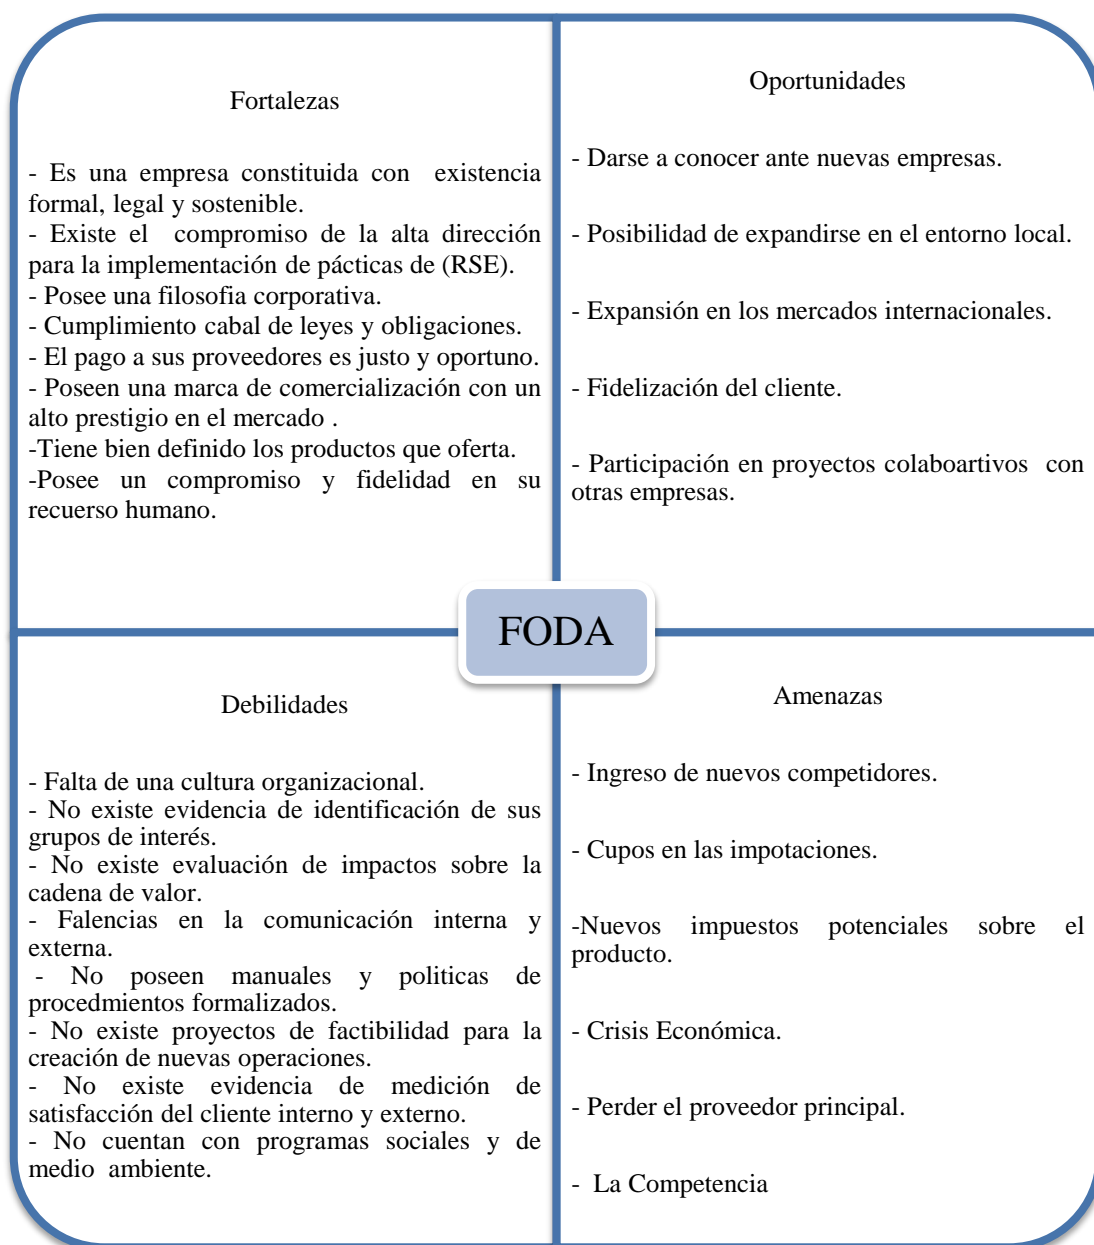 Fortalezas
- Es una empresa constituida con existencia
formal, legal y sostenible.
- Existe el compromiso de la alta dirección
para la implementación de pácticas de (RSE).
- Posee una filosofia corporativa.
- Cumplimiento cabal de leyes y obligaciones.
- El pago a sus proveedores es justo y oportuno.
- Poseen una marca de comercialización con un
alto prestigio en el mercado .
-Tiene bien definido los productos que oferta.
-Posee un compromiso y fidelidad en su
recuerso humano.
Oportunidades
- Darse a conocer ante nuevas empresas.
- Posibilidad de expandirse en el entorno local.
- Expansión en los mercados internacionales.
- Fidelización del cliente.
- Participación en proyectos colaboartivos con
otras empresas.
FODA
Debilidades
- Falta de una cultura organizacional.
- No existe evidencia de identificación de sus
grupos de interés.
- No existe evaluación de impactos sobre la
cadena de valor.
- Falencias en la comunicación interna y
externa.
- No poseen manuales y politicas de
procedmientos formalizados.
- No existe proyectos de factibilidad para la
creación de nuevas operaciones.
- No existe evidencia de medición de
satisfacción del cliente interno y externo.
- No cuentan con programas sociales y de
medio ambiente.
Amenazas
- Ingreso de nuevos competidores.
- Cupos en las impotaciones.
-Nuevos impuestos potenciales sobre el
producto.
- Crisis Económica.
- Perder el proveedor principal.
- La Competencia